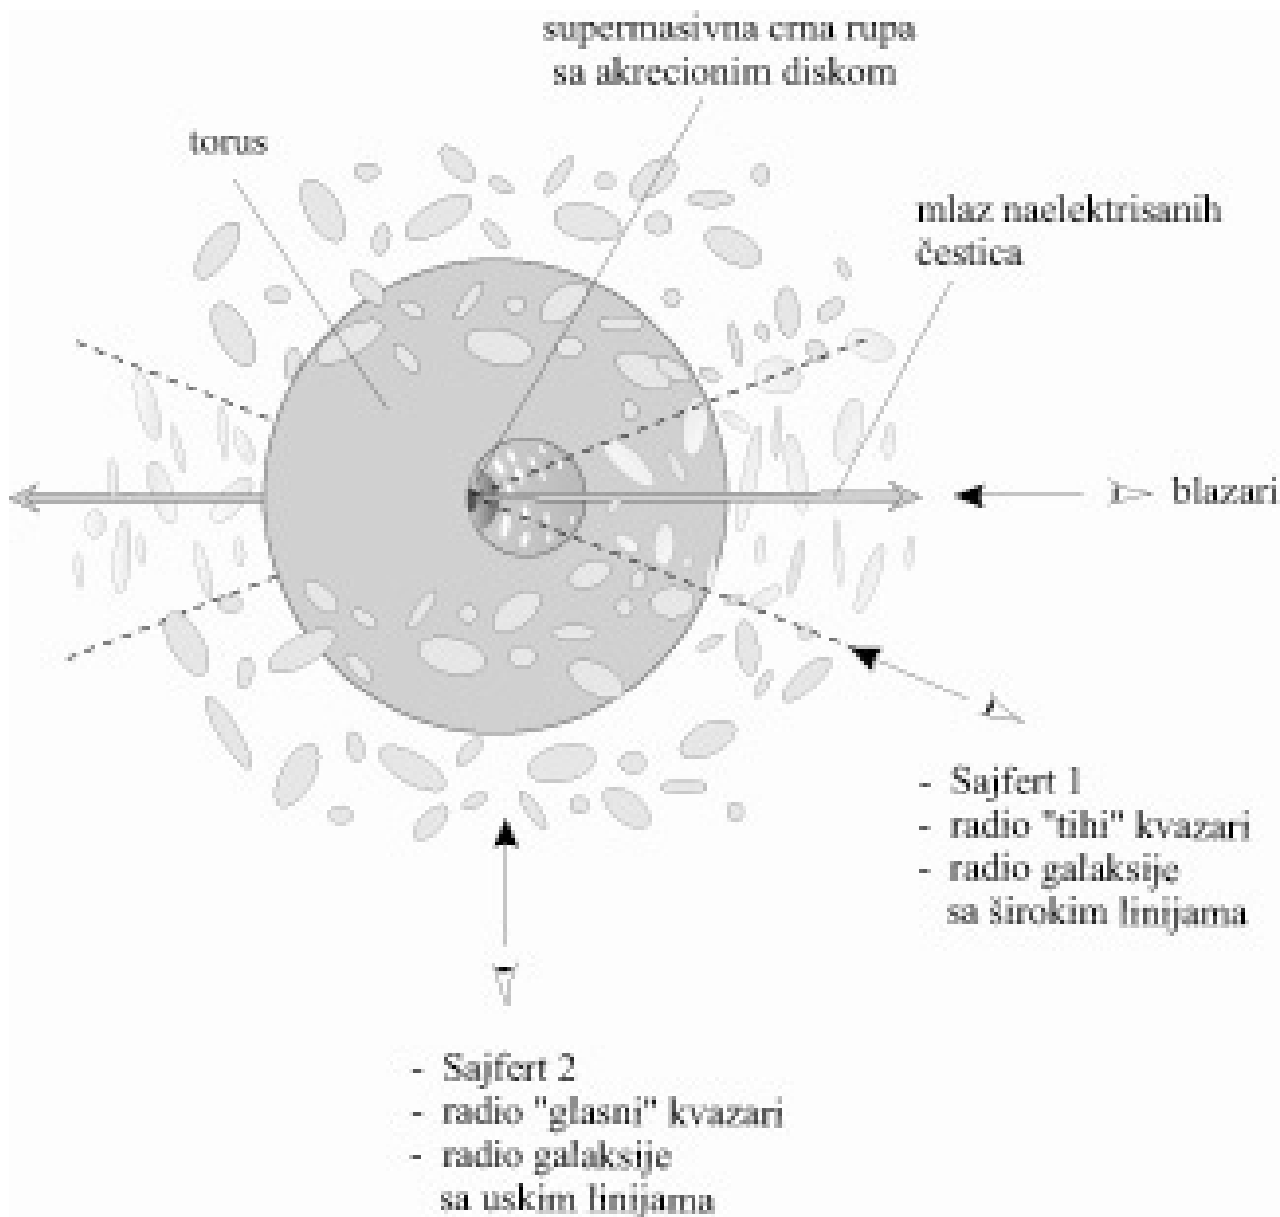 supermasivna crna rupa
sa akrecionim diskom
torus
mlaz naelektrisanih
čestica
blazari
- Sajfert 1
- radio "tihi" kvazari
- radio galaksije
sa širokim linijama
- Sajfert 2
- radio "glasni" kvazari
- radio galaksije
sa uskim linijama